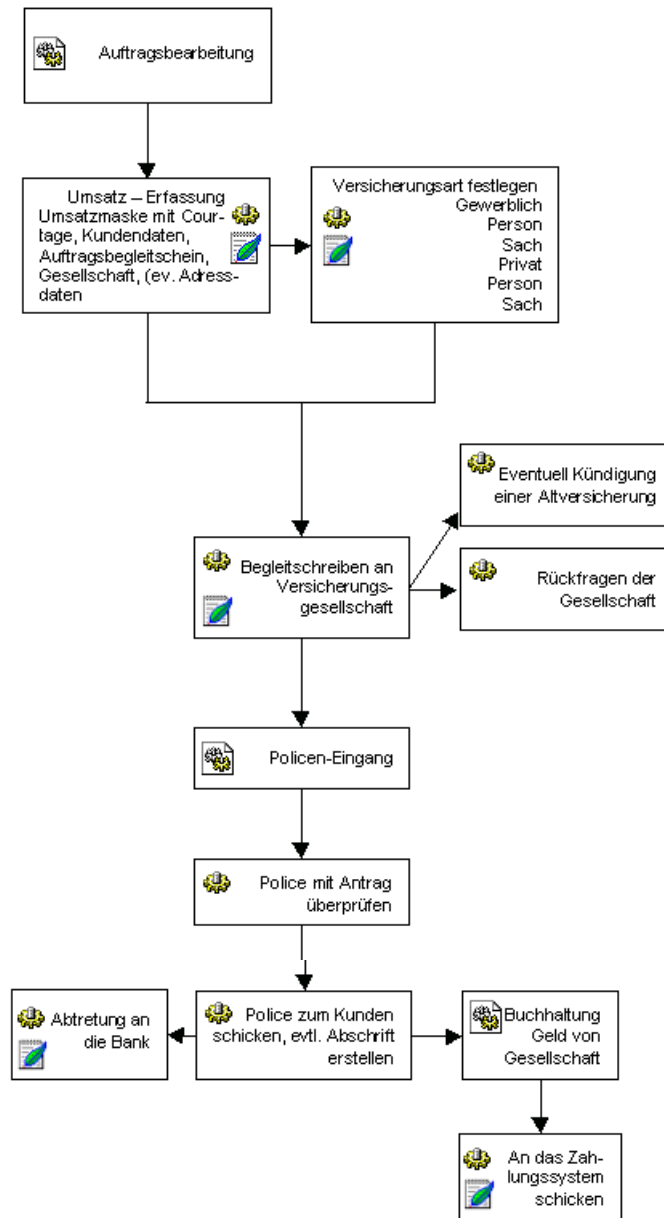 Auftragsbearbeitung
Umsatz – Erfassung
Umsatzmaske mit Cour-
tage, Kundendaten,
Auftragsbegleitschein,
Gesellschaft, (ev. Adress-
daten
Versicherungsart festlegen
Gewerblich
Person
Sach
Privat
Person
Sach
Eventuell Kündigung
einer Altversicherung
Begleitschreiben an
Versicherungs-
gesellschaft
Rückfragen der
Gesellschaft
Policen-Eingang
Police mit Antrag
überprüfen
Abtretung an
die Bank
Police zum Kunden
schicken, evtl. Abschrift
erstellen
Buchhaltung
Geld von
Gesellschaft
An das Zah-
lungssystem
schicken